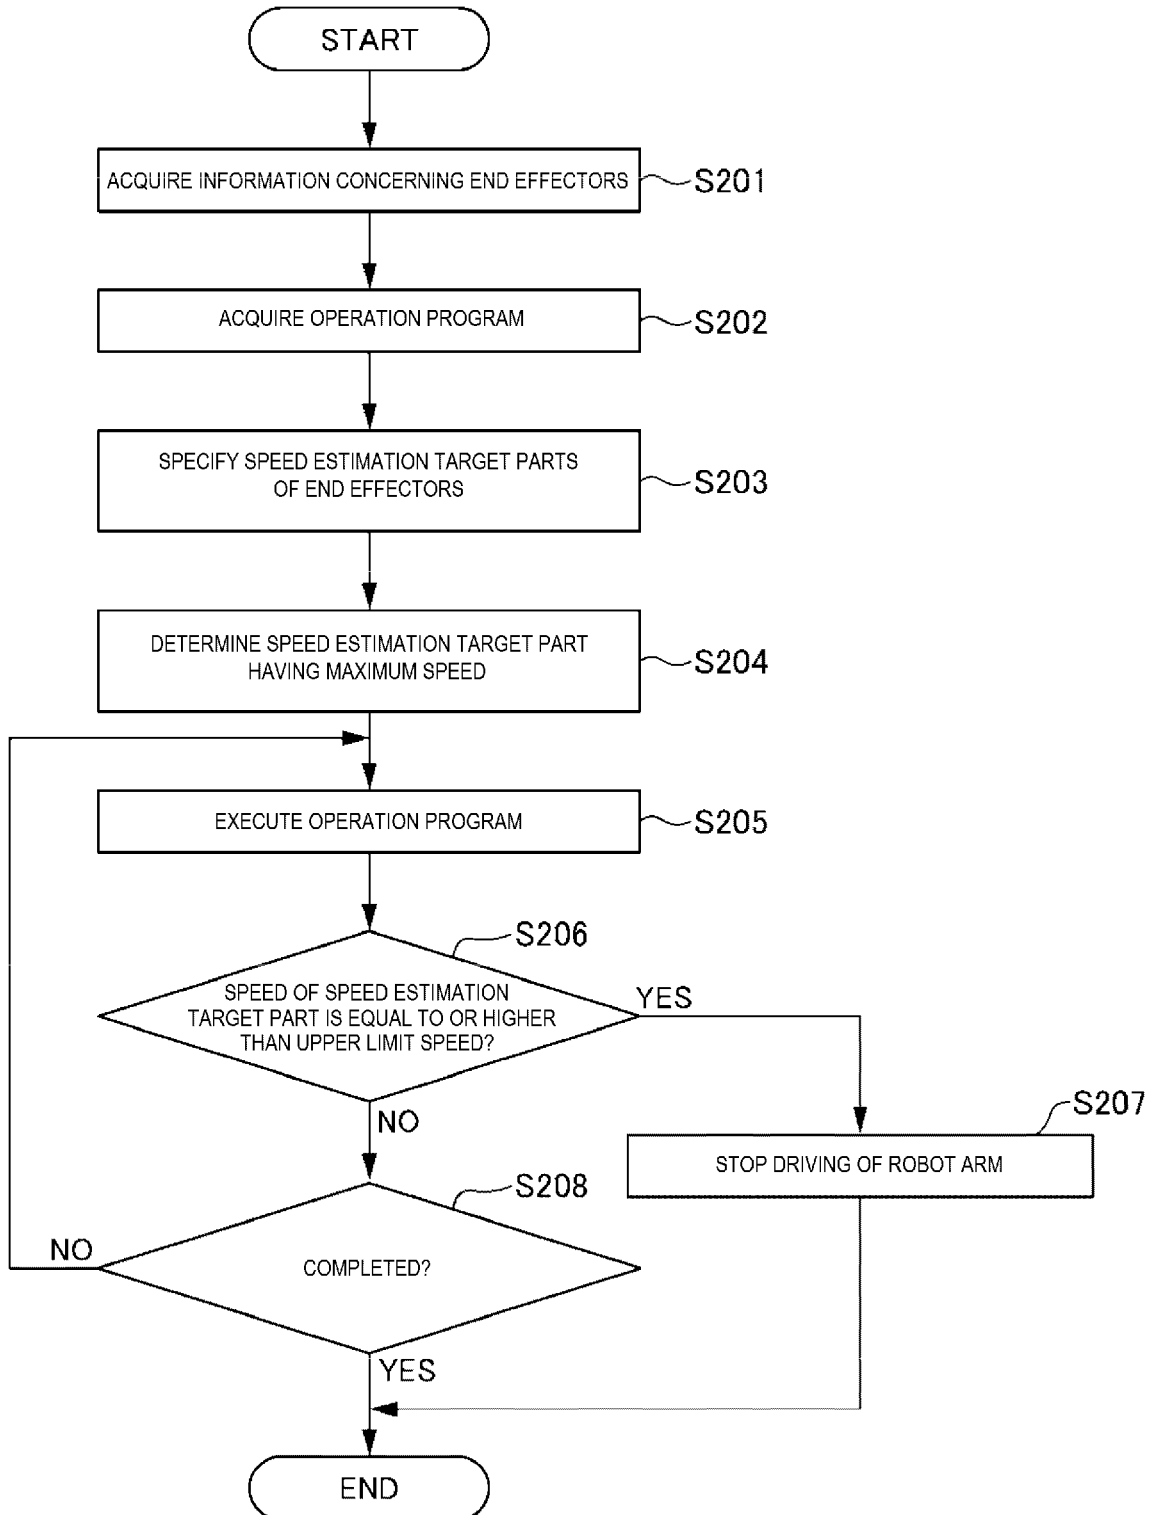 START
ACQUIRE INFORMATION CONCERNING END EFFECTORS
S201
ACQUIRE OPERATION PROGRAM
S202
SPECIFY SPEED ESTIMATION TARGET PARTS
OF END EFFECTORS
S203
DETERMINE SPEED ESTIMATION TARGET PART
HAVING MAXIMUM SPEED
S204
EXECUTE OPERATION PROGRAM
S205
S206
SPEED OF SPEED ESTIMATION
TARGET PART IS EQUAL TO OR HIGHER
THAN UPPER LIMIT SPEED?
YES
NO
S207
STOP DRIVING OF ROBOT ARM
S208
COMPLETED?
NO
YES
END